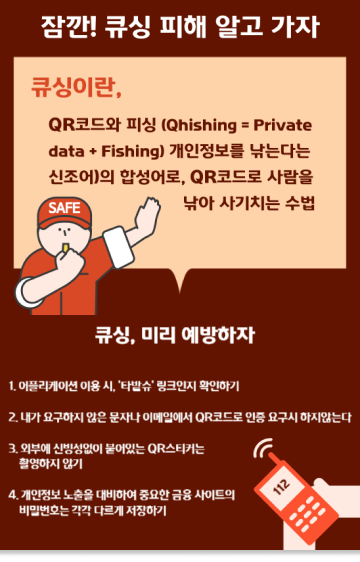 잠깐! 큐싱 피해 알고 가자
큐싱이란,
QR코드와 피싱 (Qhishing = Private
data + Fishing) 개인정보를 낚는다는
신조어)의 합성어로, QR코드로 사람을
낚아 사기치는 수법
SAFE
큐싱, 미리 예방하자
1. 어플리케이션 이용 시, '타발슈' 링크인지 확인하기
2. 내가 요구하지 않은 문자나 이메일에서 QR코드로 인증 요구시 하지않는다
3. 외부에 신빙성없이 붙어있는 QR스티커는
촬영하지 않기
4. 개인정보 노출을 대비하여 중요한 금융 사이트의
비밀번호는 각각 다르게 저장하기
112